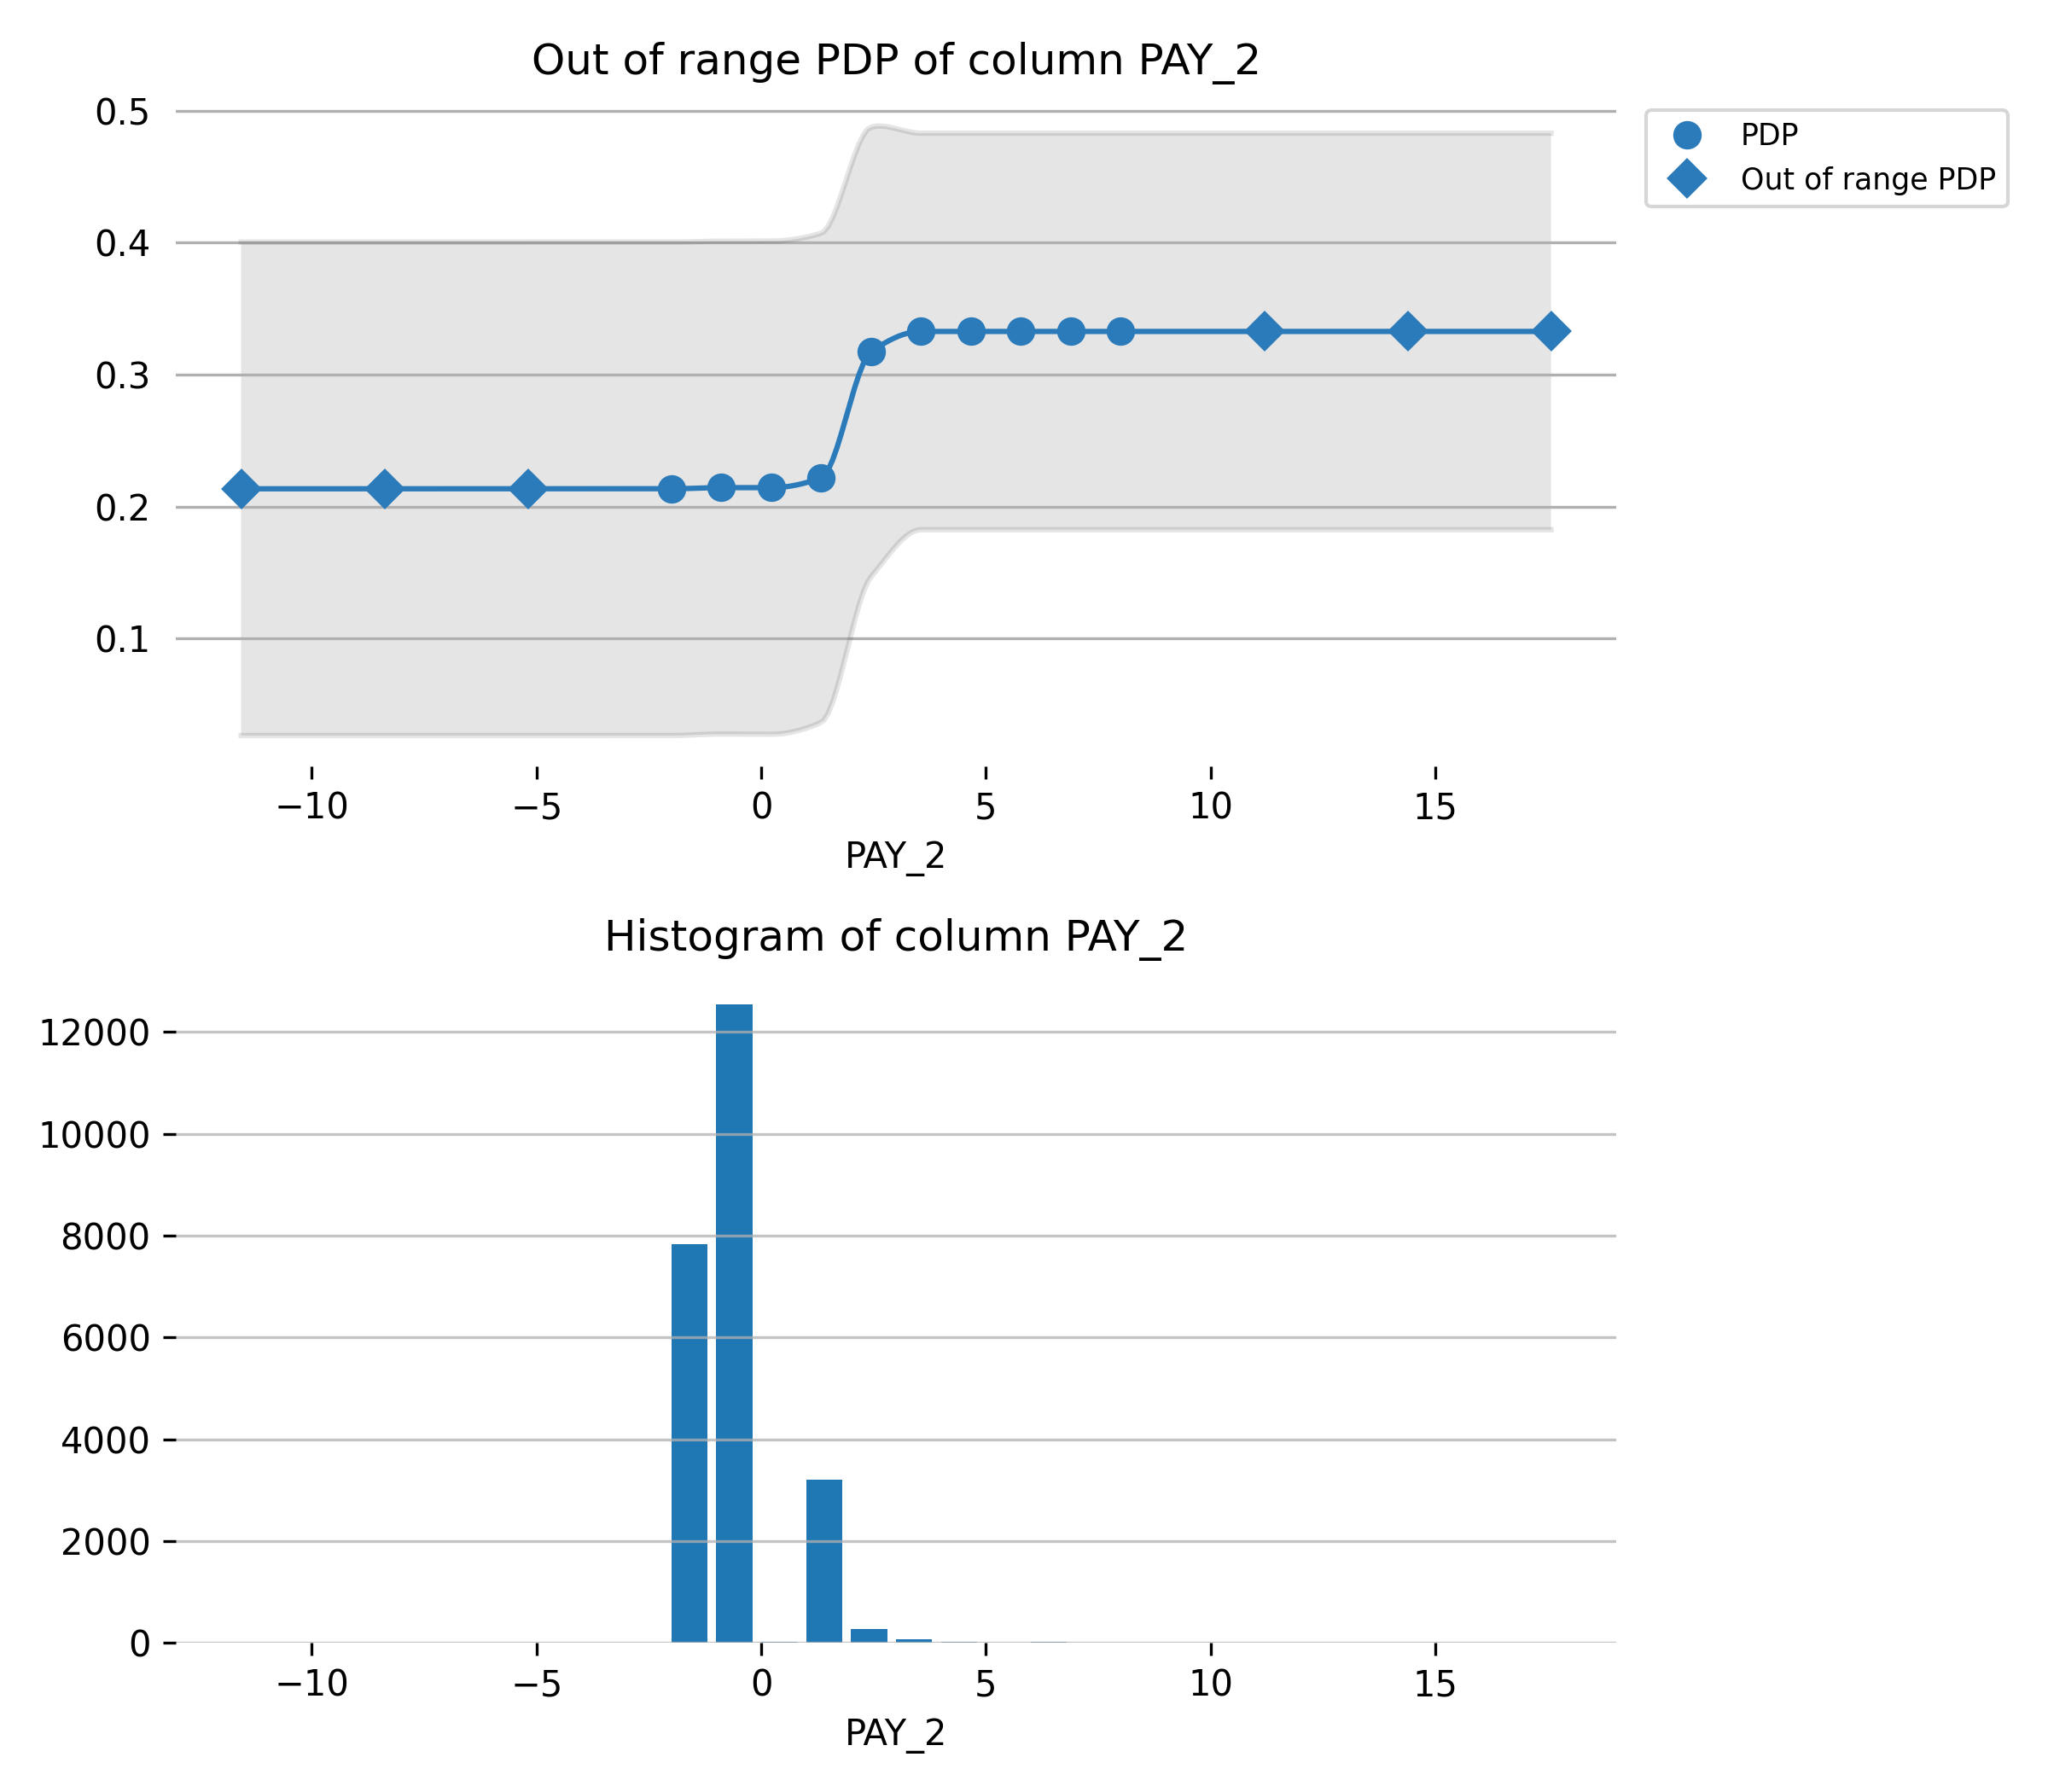 Out of range PDP of column PAY_2
0.5
0.4
0.3
0.2
0.1
PDP
Out of range PDP
−10 −5 0 5 10 15
PAY_2
Histogram of column PAY_2
12000
10000
8000
6000
4000
2000
0
−10 −5 0 5 10 15
PAY_2